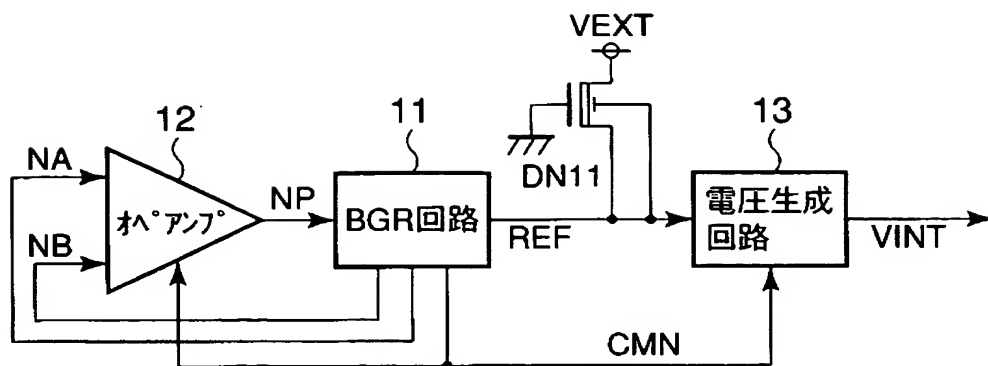 VEXT
12
11
13
NA
NB
オペアンプ
NP
BGR回路
DN11
REF
電圧生成
回路
VINT
CMN